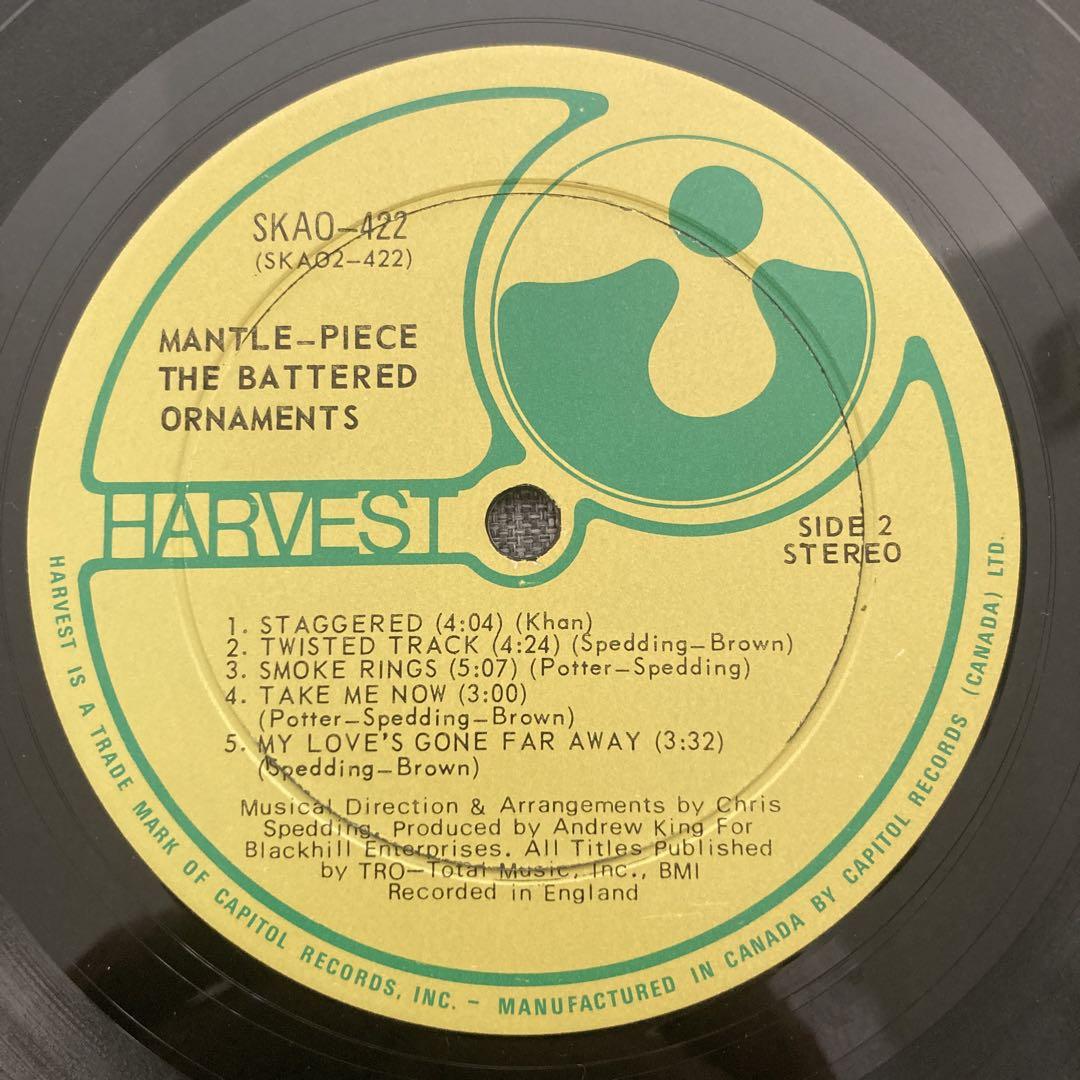 SKAO-422
(SKAO2-422)
MANTLE-PIECE
THE BATTERED
ORNAMENTS
HARVEST
SIDE 2
STEREO
1. STAGGERED (4:04) (Khan)
2. TWISTED TRACK (4:24) (Spedding-Brown)
3. SMOKE RINGS (5:07) (Potter-Spedding)
4. TAKE ME NOW (3:00)
(Potter-Spedding-Brown)
5. MY LOVE'S GONE FAR AWAY (3:32)
(Spedding-Brown)
Musical Direction & Arrangements by Chris
Spedding. Produced by Andrew King For
Blackhill Enterprises. All Titles Published
by TRO-Total Music, Inc., BMI
Recorded in England
HARVEST IS A TRADE MARK OF CAPITOL RECORDS, INC. - MANUFACTURED IN CANADA BY CAPITOL RECORDS (CANADA) LTD.